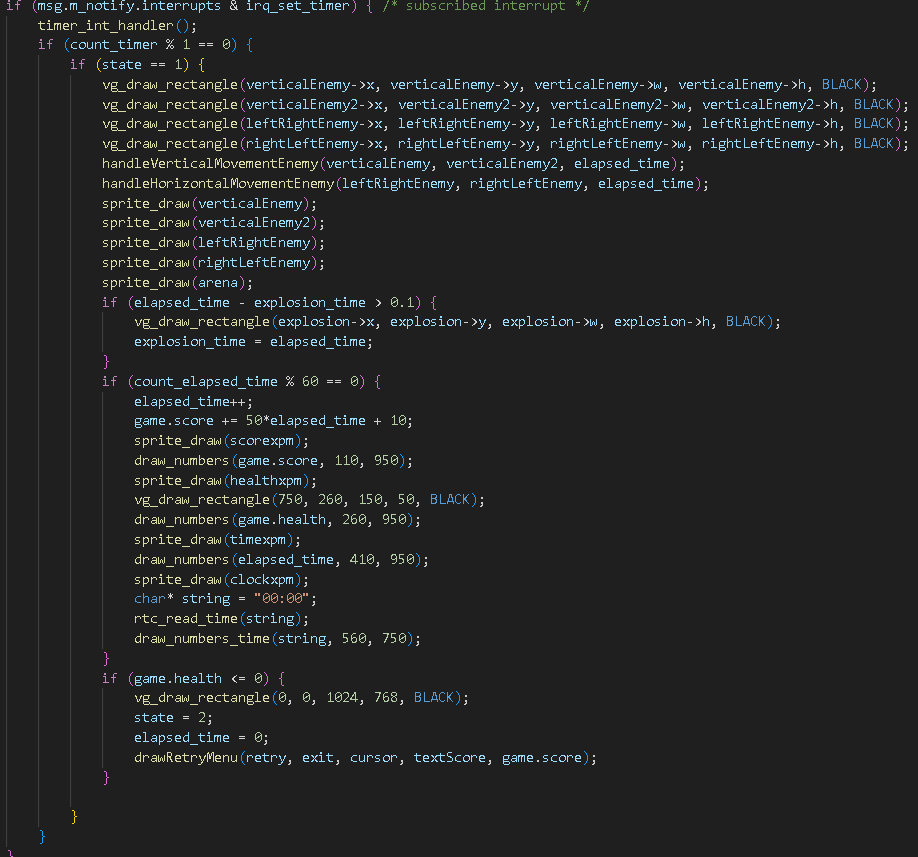 if (msg.m_notify.interrupts & irq_set_timer) { /* subscribed interrupt */
timer_int_handler();
if (count_timer % 1 == 0) {
if (state == 1) {
vg_draw_rectangle(verticalEnemy->x, verticalEnemy->y, verticalEnemy->w, verticalEnemy->h, BLACK);
vg_draw_rectangle(verticalEnemy2->x, verticalEnemy2->y, verticalEnemy2->w, verticalEnemy2->h, BLACK);
vg_draw_rectangle(leftRightEnemy->x, leftRightEnemy->y, leftRightEnemy->w, leftRightEnemy->h, BLACK);
vg_draw_rectangle(rightLeftEnemy->x, rightLeftEnemy->y, rightLeftEnemy->w, rightLeftEnemy->h, BLACK);
handleVerticalMovementEnemy(verticalEnemy, verticalEnemy2, elapsed_time);
handleHorizontalMovementEnemy(leftRightEnemy, rightLeftEnemy, elapsed_time);
sprite_draw(verticalEnemy);
sprite_draw(verticalEnemy2);
sprite_draw(leftRightEnemy);
sprite_draw(rightLeftEnemy);
sprite_draw(arena);
if (elapsed_time - explosion_time > 0.1) {
vg_draw_rectangle(explosion->x, explosion->y, explosion->w, explosion->h, BLACK);
explosion_time = elapsed_time;
}
if (count_elapsed_time % 60 == 0) {
elapsed_time++;
game.score += 50*elapsed_time + 10;
sprite_draw(scorexpm);
draw_numbers(game.score, 110, 950);
sprite_draw(healthxpm);
vg_draw_rectangle(750, 260, 150, 50, BLACK);
draw_numbers(game.health, 260, 950);
sprite_draw(timexpm);
draw_numbers(elapsed_time, 410, 950);
sprite_draw(clockxpm);
char* string = "00:00";
rtc_read_time(string);
draw_numbers_time(string, 560, 750);
}
if (game.health <= 0) {
vg_draw_rectangle(0, 0, 1024, 768, BLACK);
state = 2;
elapsed_time = 0;
drawRetryMenu(retry, exit, cursor, textScore, game.score);
}
}
}
}